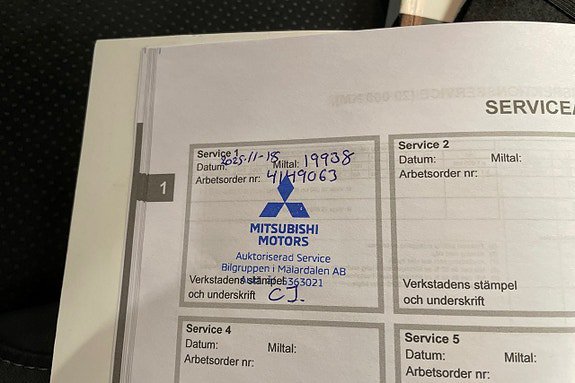 SERVICE
Service 1
Datum: 2025-11-18 Miltal: 19938
Arbetsorder nr: 4149063
MITSUBISHI
MOTORS
Auktoriserad Service
Bilgruppen i Mälardalen AB
Verkstadens stämpel
och underskrift CJ.
Service 2
Datum: Miltal:
Arbetsorder nr:
Verkstadens stämpel
och underskrift
1
Service 4
Datum: Miltal:
Arbetsorder nr:
Service 5
Datum: Miltal:
Arbetsorder nr: